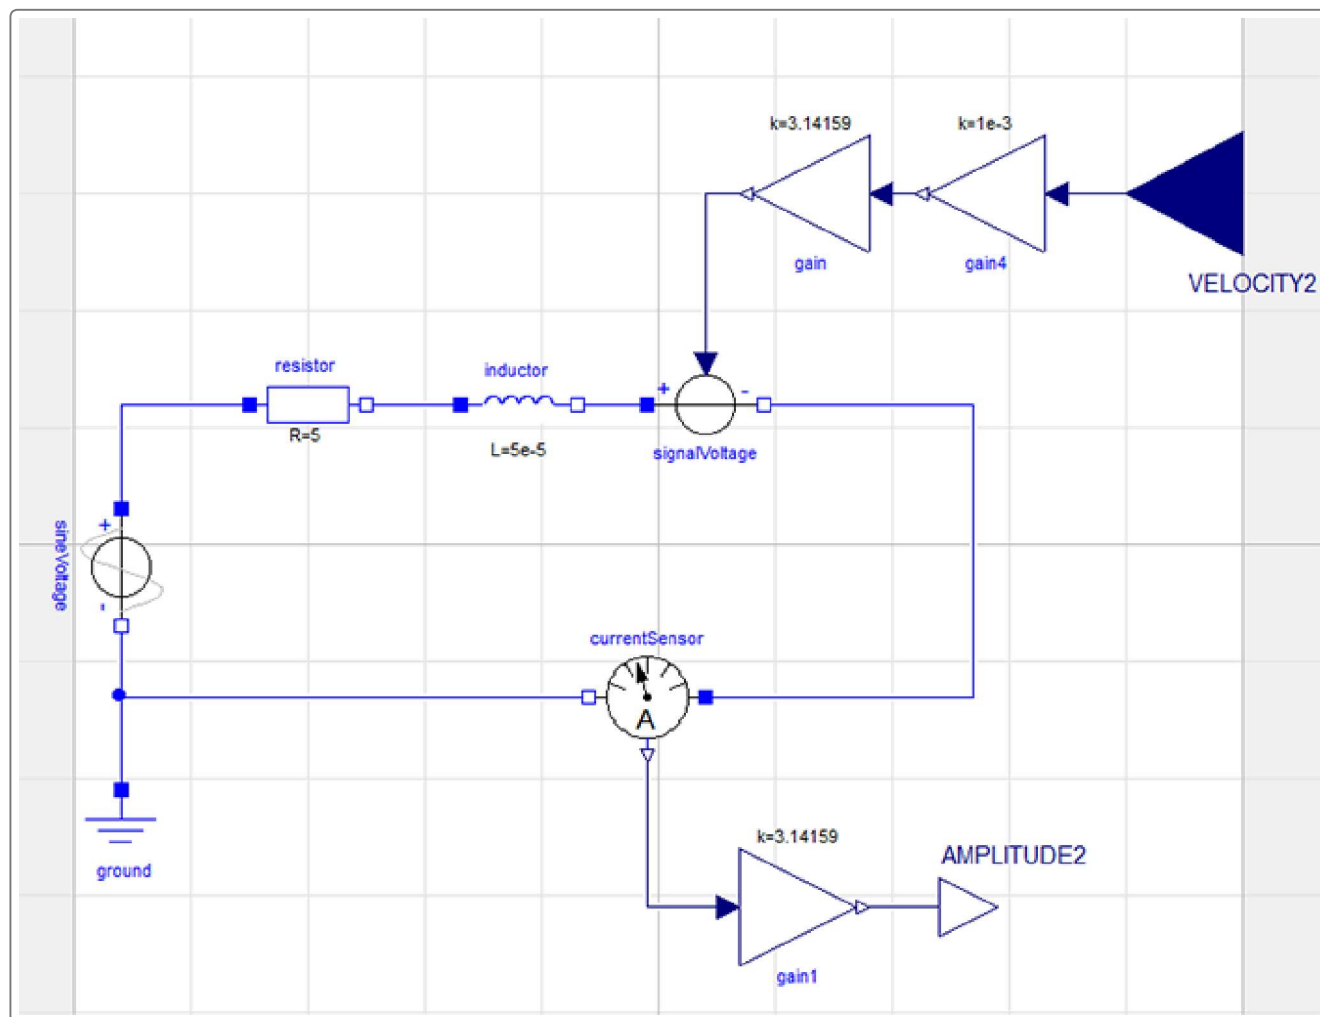 k=3.14159
k=1e-3
gain
gain4
VELOCITY2
resistor
R=5
inductor
L=5e-5
+
-
signalVoltage
sineVoltage
+
-
currentSensor
A
ground
k=3.14159
AMPLITUDE2
gain1